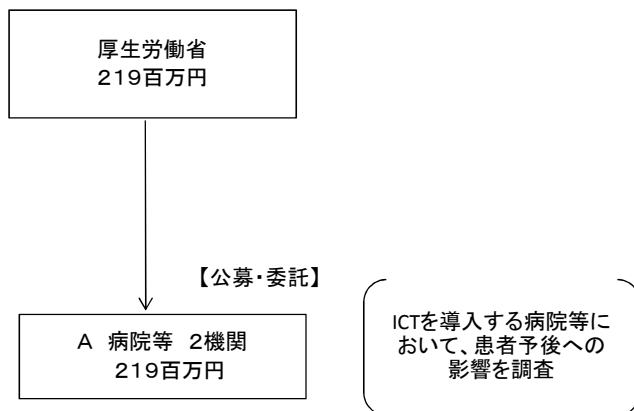 厚生労働省
219百万円
【公募・委託】
A 病院等 2機関
219百万円
ICTを導入する病院等に
おいて、患者予後への
影響を調査